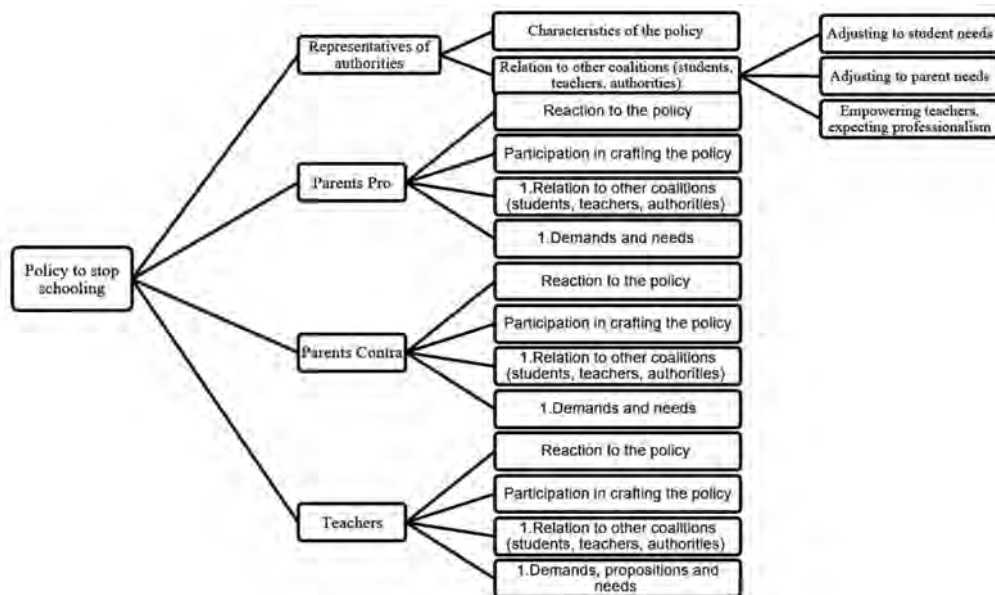 Policy to stop
schooling
Representatives of
authorities
Characteristics of the policy
Relation to other coalitions (students,
teachers, authorities)
Adjusting to student needs
Adjusting to parent needs
Empowering teachers,
expecting professionalism
Parents Pro
Reaction to the policy
Participation in crafting the policy
1.Relation to other coalitions
(students, teachers, authorities)
1.Demands and needs
Parents Contra
Reaction to the policy
Participation in crafting the policy
1.Relation to other coalitions
(students, teachers, authorities)
1.Demands and needs
Teachers
Reaction to the policy
Participation in crafting the policy
1.Relation to other coalitions
(students, teachers, authorities)
1.Demands, propositions and
needs